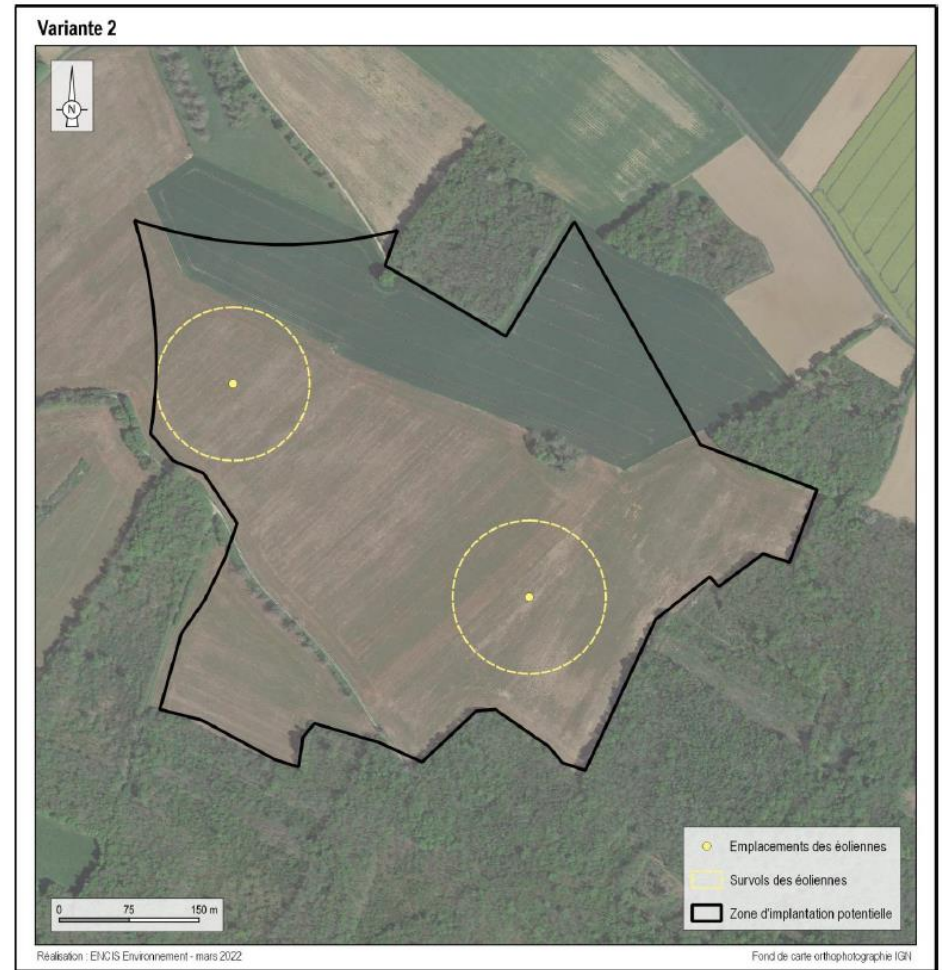 Variante 2
N
Emplacements des éoliennes
Survols des éoliennes
Zone d'implantation potentielle
0 75 150 m
Réalisation : ENCIS Environnement - mars 2022
Fond de carte orthophotographie IGN